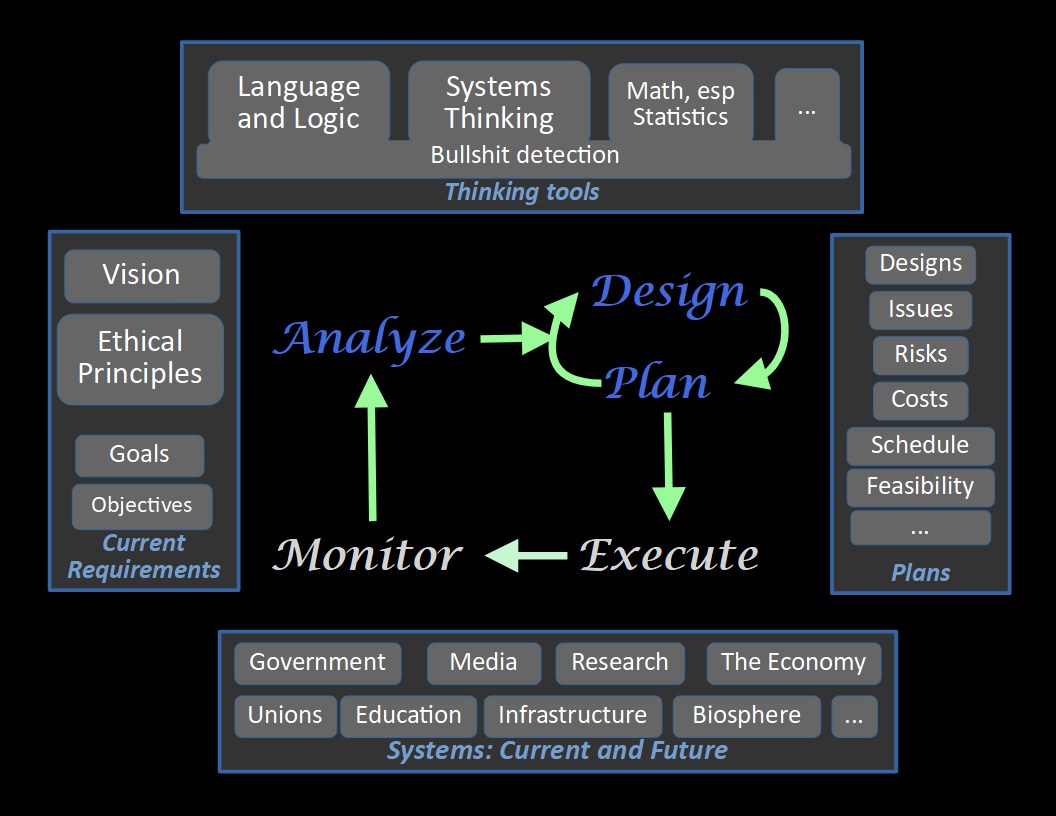 Language
and Logic
Systems
Thinking
Math, esp
Statistics
...
Bullshit detection
Thinking tools
Vision
Ethical
Principles
Goals
Objectives
Current
Requirements
Analyze
Design
Plan
Monitor
Execute
Designs
Issues
Risks
Costs
Schedule
Feasibility
...
Plans
Government
Media
Research
The Economy
Unions
Education
Infrastructure
Biosphere
...
Systems: Current and Future